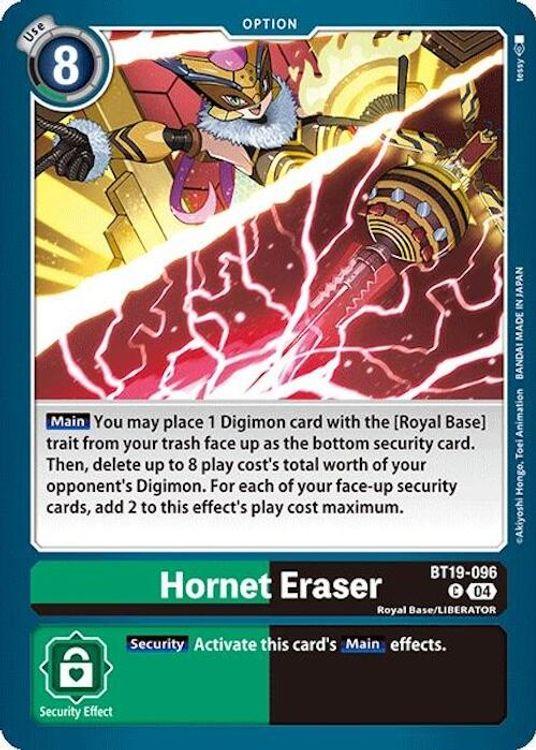 OPTION
Use
8
tessy
Main You may place 1 Digimon card with the [Royal Base]
trait from your trash face up as the bottom security card.
Then, delete up to 8 play cost's total worth of your
opponent's Digimon. For each of your face-up security
cards, add 2 to this effect's play cost maximum.
©Akiyoshi Hongo, Toei Animation BANDAI MADE IN JAPAN
Hornet Eraser
BT19-096
C 04
Royal Base/LIBERATOR
Security Activate this card's Main effects.
Security Effect